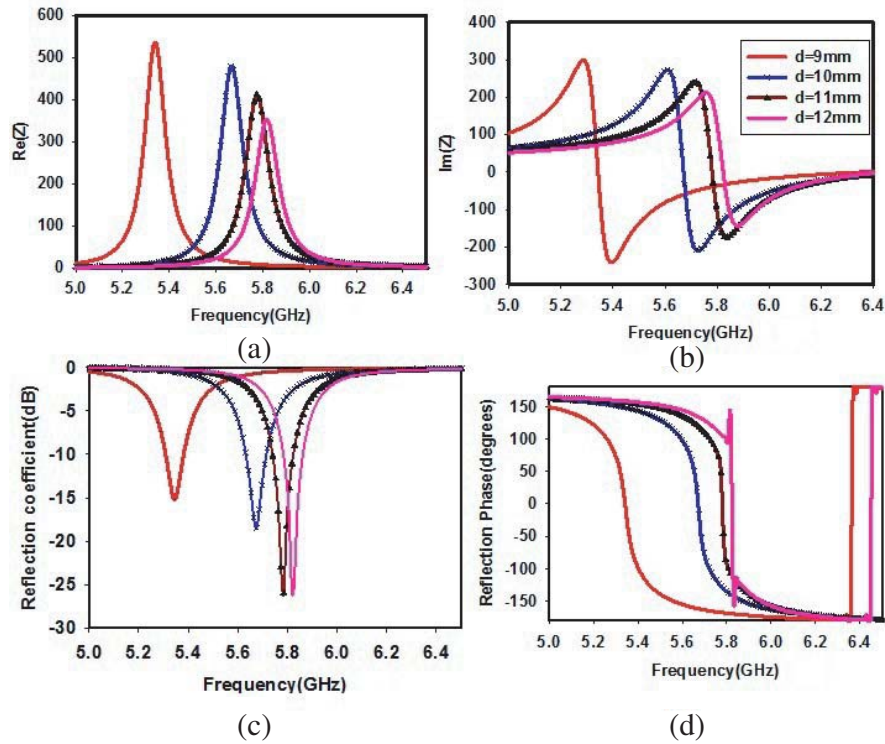 600
500
400
300
200
100
0
Re(Z)
5.0 5.2 5.4 5.6 5.8 6.0 6.2 6.4
Frequency(GHz)
(a)
400
300
200
100
0
-100
-200
-300
Im(Z)
d=9mm
d=10mm
d=11mm
d=12mm
5.0 5.2 5.4 5.6 5.8 6.0 6.2 6.4
Frequency(GHz)
(b)
0
-5
-10
-15
-20
-25
-30
Reflection coefficient(dB)
5.0 5.2 5.4 5.6 5.8 6.0 6.2 6.4
Frequency(GHz)
(c)
150
100
50
0
-50
-100
-150
Reflection Phase(degrees)
5.0 5.2 5.4 5.6 5.8 6.0 6.2 6.4
Frequency(GHz)
(d)